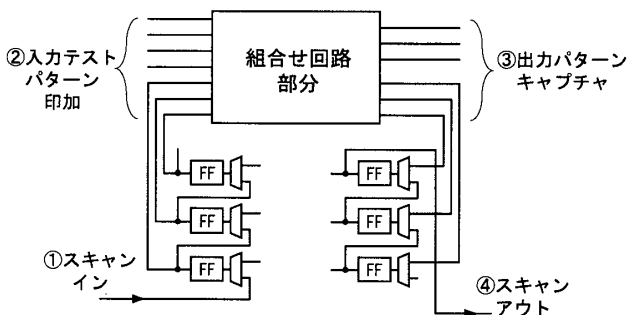 ②入力テスト
パターン
印加
組合せ回路
部分
③出力パターン
キャプチャ
FF
FF
FF
FF
FF
FF
①スキャン
イン
④スキャン
アウト